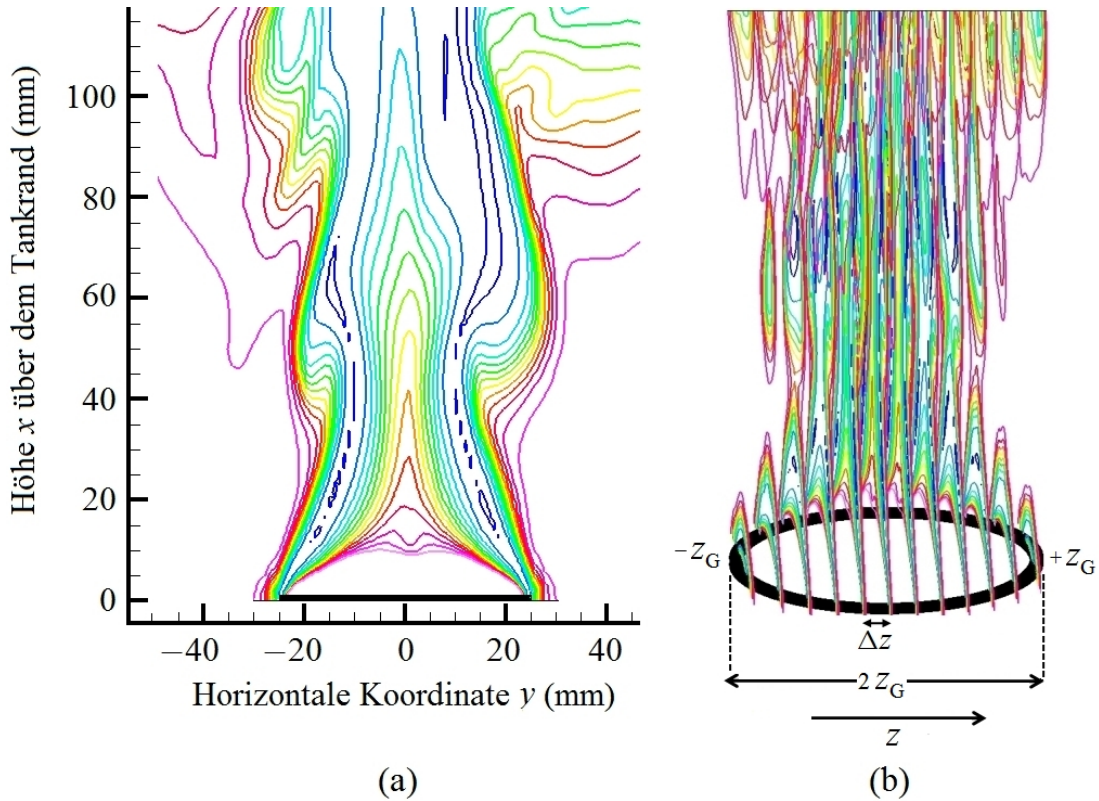 Höhe x über dem Tankrand (mm)
100
80
60
40
20
0
−40
−20
0
20
40
Horizontale Koordinate y (mm)
(a)
−zG
+zG
Δz
2 zG
z
(b)